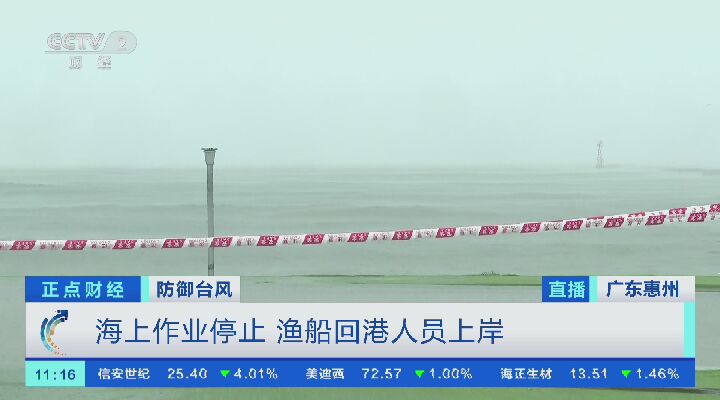 CCTV 2
财经
正点财经 防御台风 直播 广东惠州
海上作业停止 渔船回港人员上岸
11:16 信安世纪 25.40 ▼4.01% 美迪西 72.57 ▼1.00% 海正生材 13.51 ▼1.46%